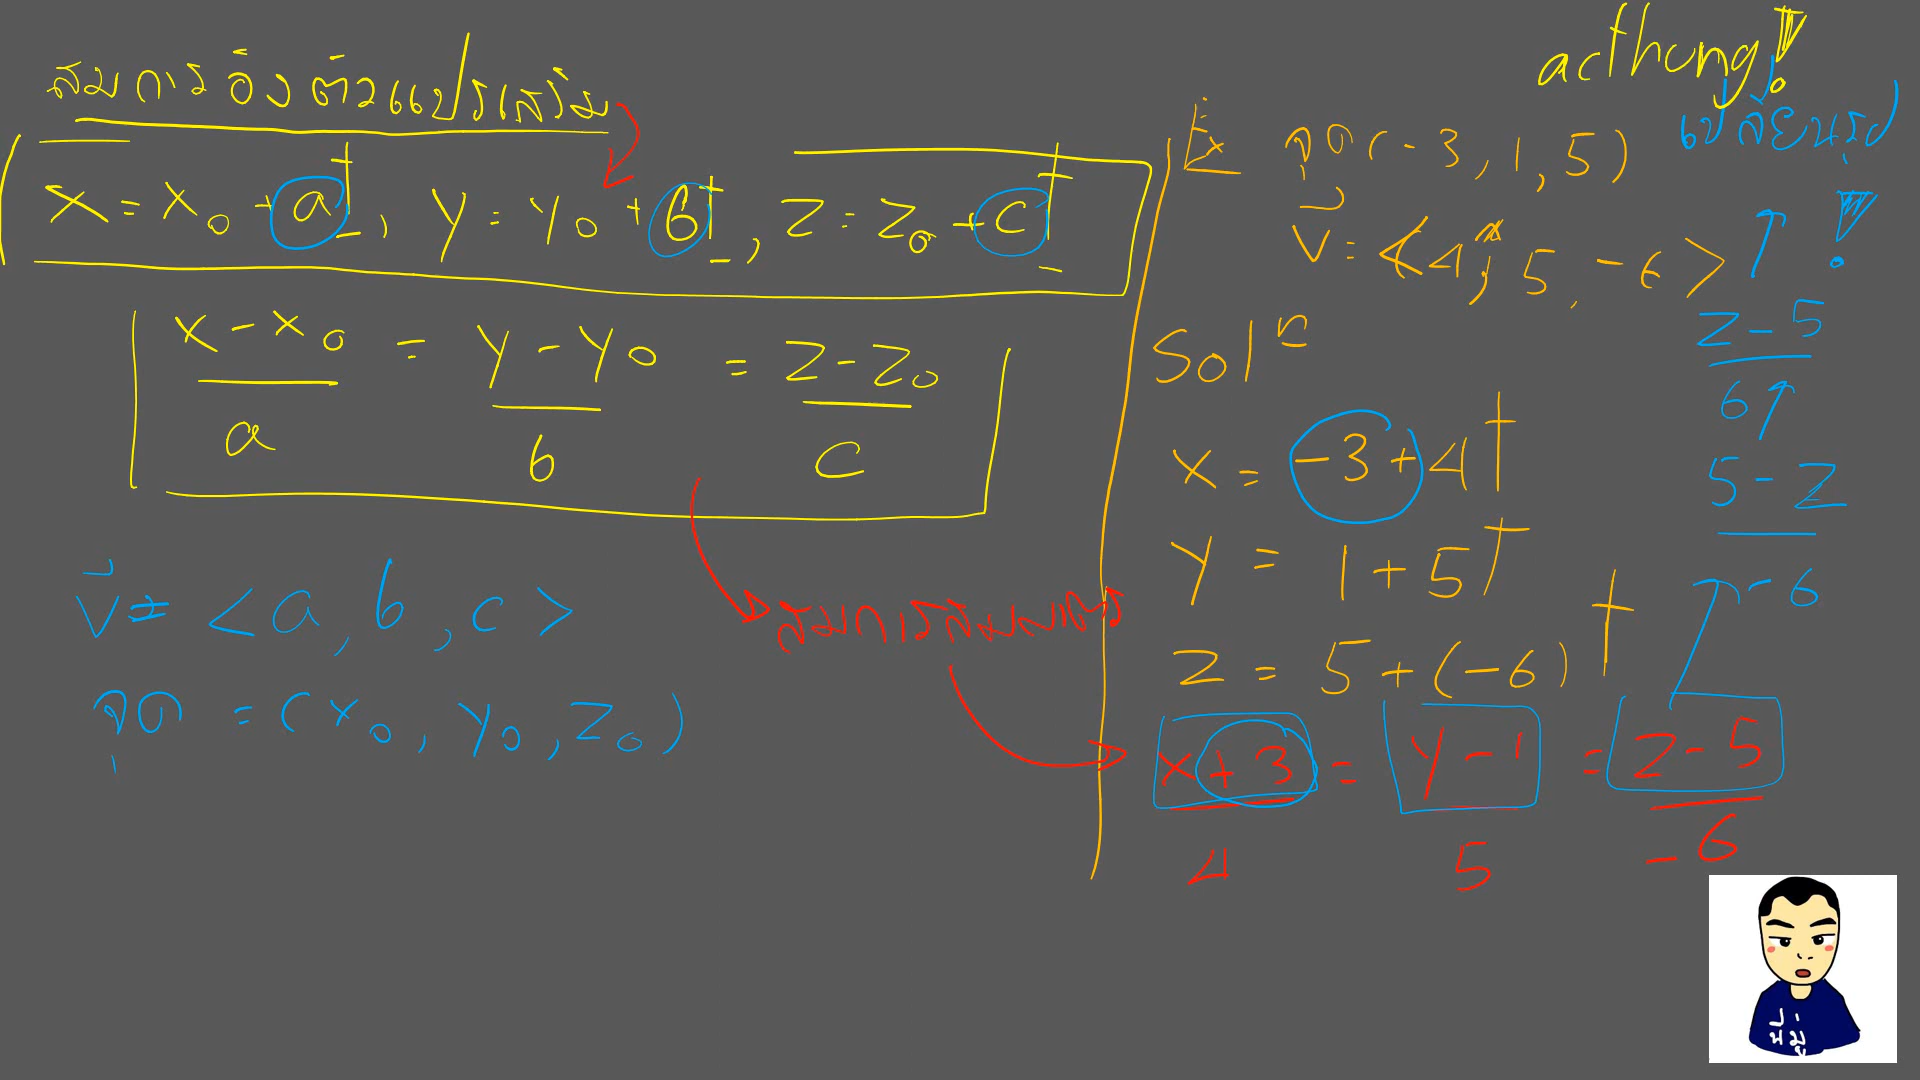 สมการอิงตัวแปรเสริม
x = x₀ + at, y = y₀ + bt, z = z₀ + ct
x - x₀ / a = y - y₀ / b = z - z₀ / c
v⃗ = <a, b, c>
จุด = (x₀, y₀, z₀)
สมการสมมาตร
acthung!
เปลี่ยนรูป
Ex จุด (-3, 1, 5)
v⃗ = <4, 5, -6>
!
Solⁿ
x = -3 + 4t
y = 1 + 5t
z = 5 + (-6)t
x + 3 / 4 = y - 1 / 5 = z - 5 / -6
z - 5 / 6
5 - z
-6
พี่ปูมู่